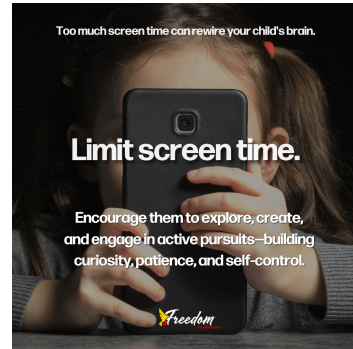 Too much screen time can rewire your child's brain.
Limit screen time.
Encourage them to explore, create,
and engage in active pursuits—building
curiosity, patience, and self-control.
Freedom